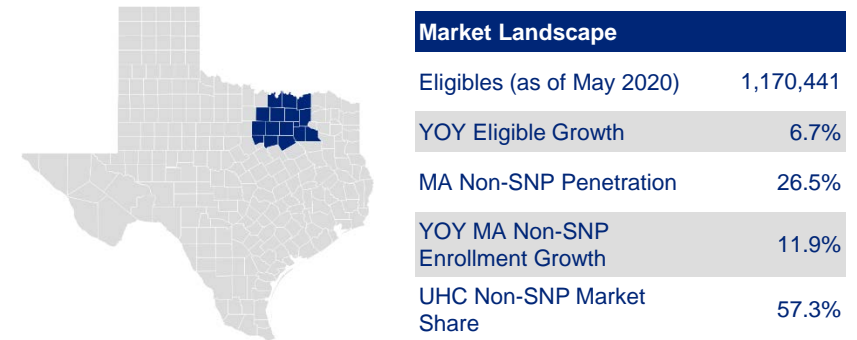 Market Landscape
Eligibles (as of May 2020) 1,170,441
YOY Eligible Growth 6.7%
MA Non-SNP Penetration 26.5%
YOY MA Non-SNP
Enrollment Growth 11.9%
UHC Non-SNP Market
Share 57.3%